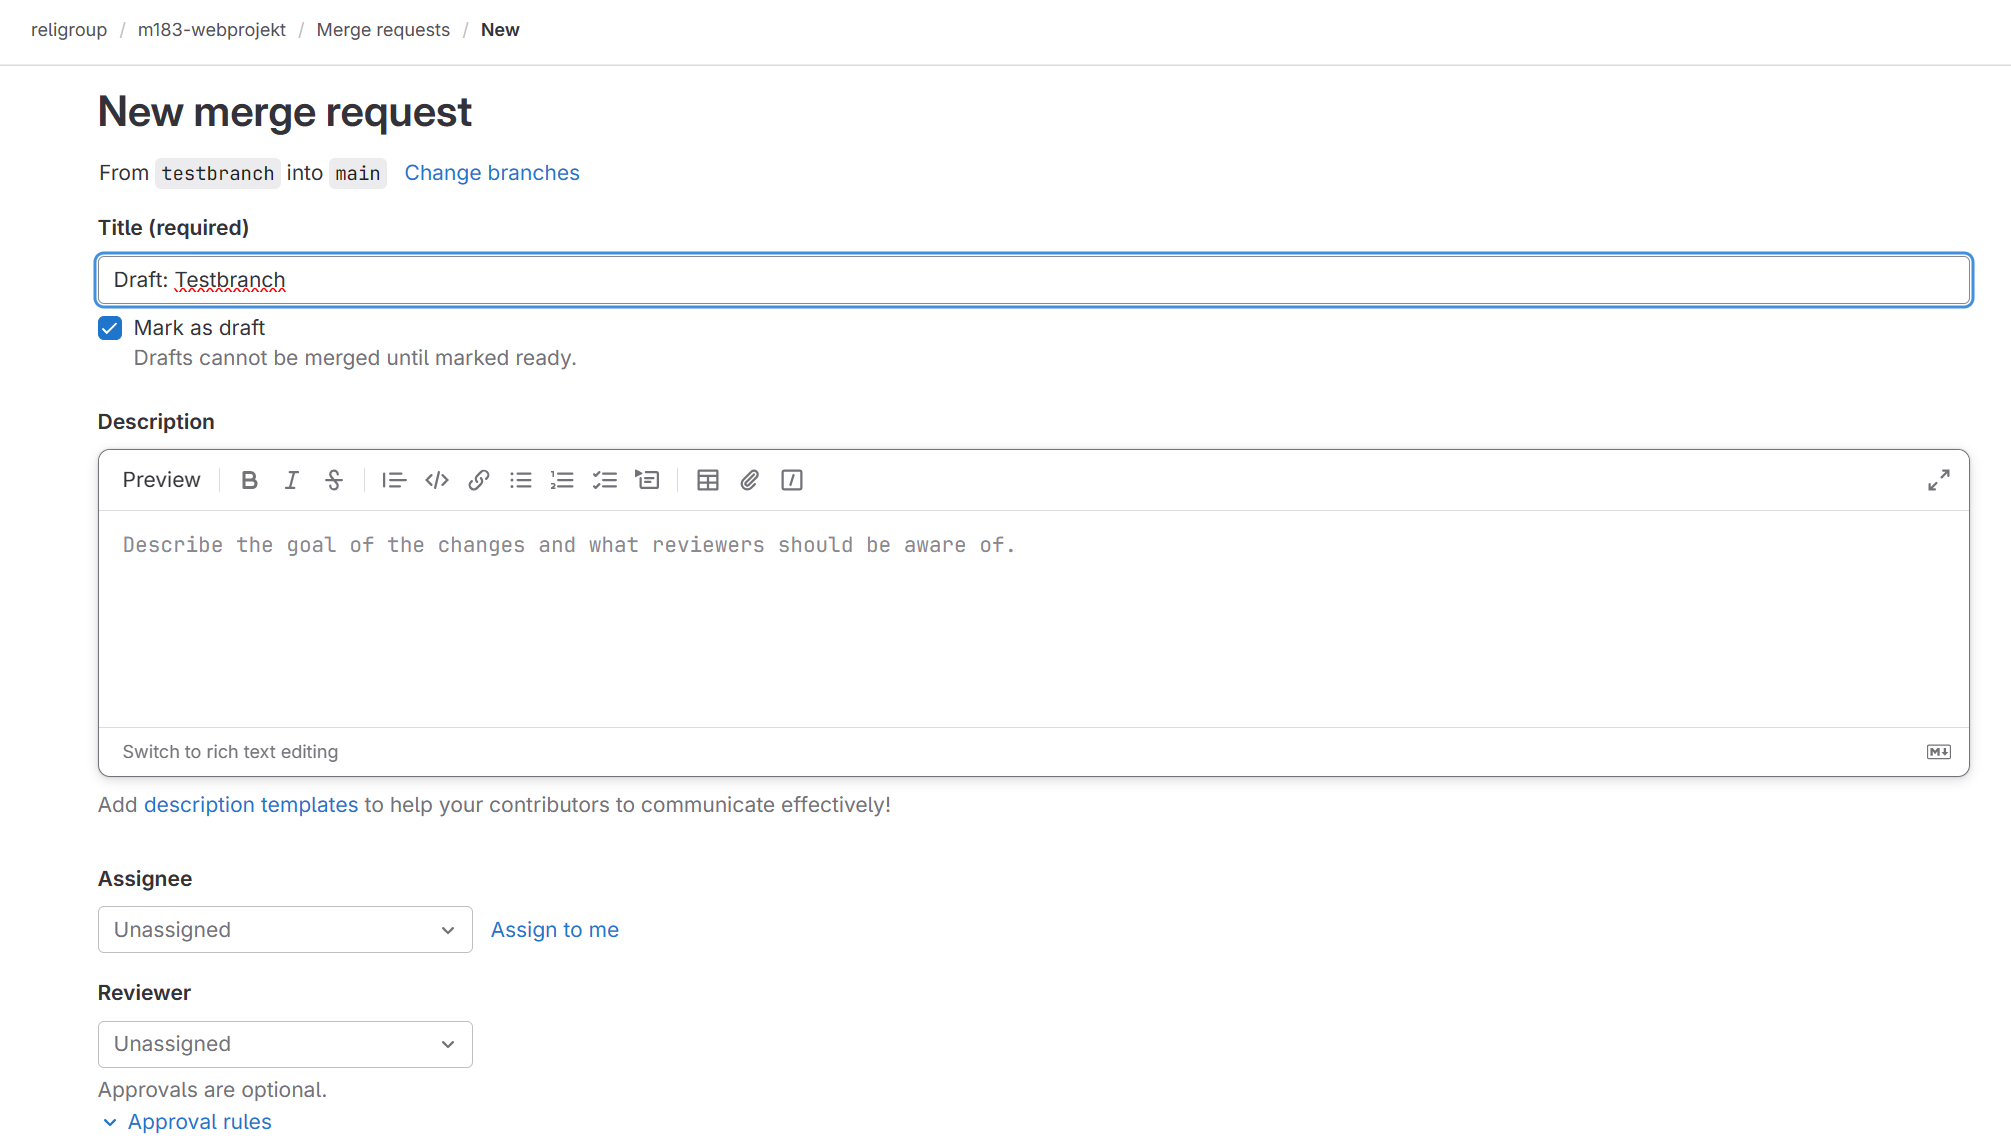 religroup / m183-webprojekt / Merge requests / New
New merge request
From testbranch into main Change branches
Title (required)
Draft: Testbranch
Mark as draft
Drafts cannot be merged until marked ready.
Description
Preview
Describe the goal of the changes and what reviewers should be aware of.
Switch to rich text editing
Add description templates to help your contributors to communicate effectively!
Assignee
Unassigned Assign to me
Reviewer
Unassigned
Approvals are optional.
Approval rules